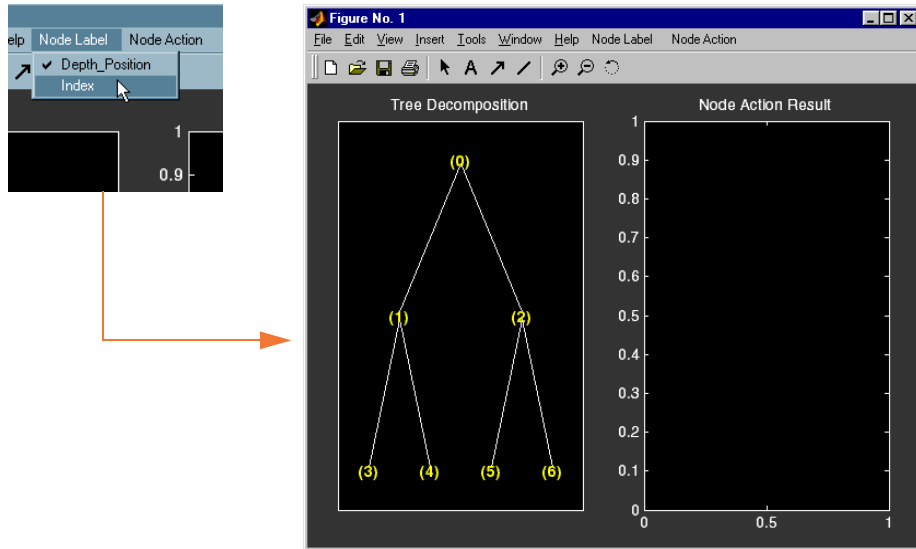 elp Node Label Node Action
✔ Depth_Position
Index
1
0.9
Figure No. 1
File Edit View Insert Tools Window Help Node Label Node Action
A
Tree Decomposition
(0)
(1) (2)
(3) (4) (5) (6)
Node Action Result
1
0.9
0.8
0.7
0.6
0.5
0.4
0.3
0.2
0.1
0
0 0.5 1